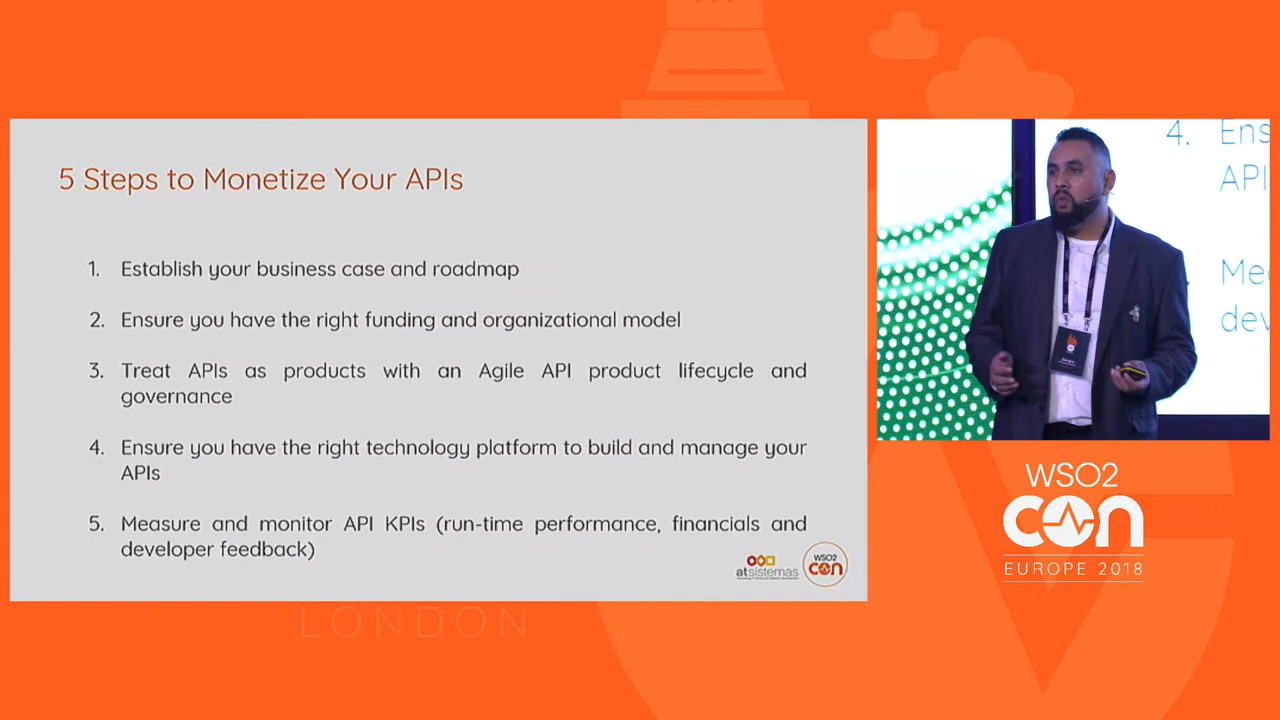 5 Steps to Monetize Your APIs
1. Establish your business case and roadmap
2. Ensure you have the right funding and organizational model
3. Treat APIs as products with an Agile API product lifecycle and
governance
4. Ensure you have the right technology platform to build and manage your
APIs
5. Measure and monitor API KPIs (run-time performance, financials and
developer feedback)
atsistemas
WSO2
CON
4. Ens
API
Me
dev
WSO2
CON
EUROPE 2018
LONDON